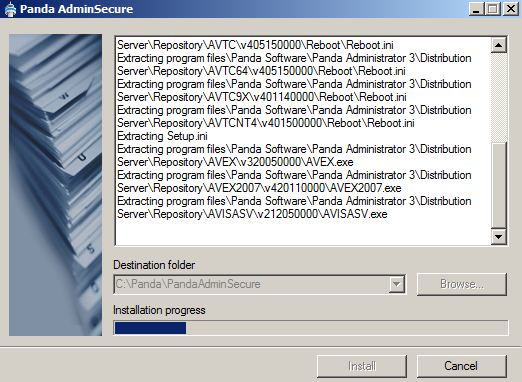 Panda AdminSecure
Server\Repository\AVTC\v405150000\Reboot\Reboot.ini
Extracting program files\Panda Software\Panda Administrator 3\Distribution
Server\Repository\AVTC64\v405150000\Reboot\Reboot.ini
Extracting program files\Panda Software\Panda Administrator 3\Distribution
Server\Repository\AVTC9X\v401140000\Reboot\Reboot.ini
Extracting program files\Panda Software\Panda Administrator 3\Distribution
Server\Repository\AVTCNT4\v401500000\Reboot\Reboot.ini
Extracting Setup.ini
Extracting program files\Panda Software\Panda Administrator 3\Distribution
Server\Repository\AVEX\v320050000\AVEX.exe
Extracting program files\Panda Software\Panda Administrator 3\Distribution
Server\Repository\AVEX2007\v420110000\AVEX2007.exe
Extracting program files\Panda Software\Panda Administrator 3\Distribution
Server\Repository\AVISASV\v212050000\AVISASV.exe
Destination folder
C:\Panda\PandaAdminSecure
Browse...
Installation progress
Install
Cancel
W
U
S